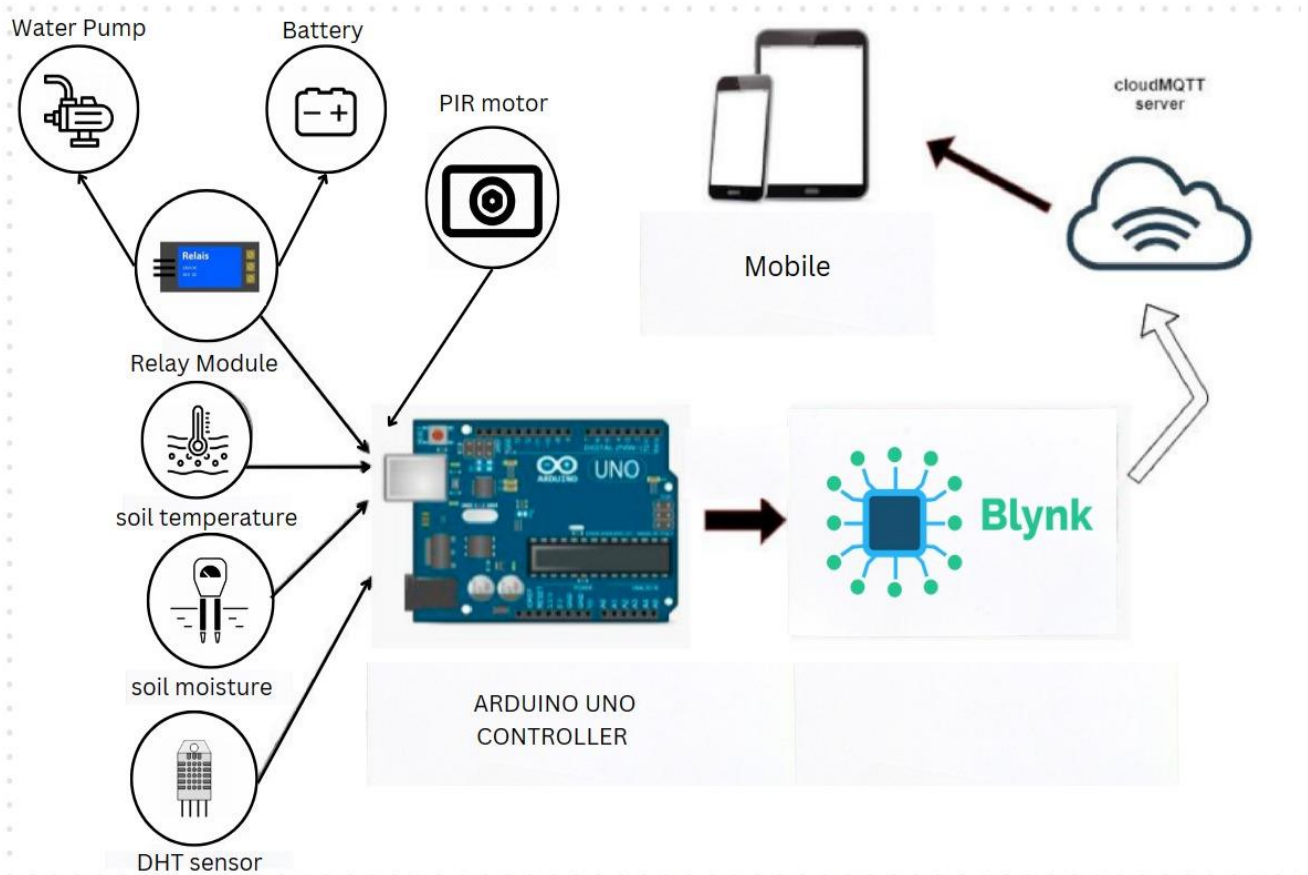 Water Pump
Battery
PIR motor
cloudMQTT
server
Relais
Mobile
Relay Module
UNO
ARDUINO
Blynk
soil temperature
soil moisture
ARDUINO UNO
CONTROLLER
DHT sensor